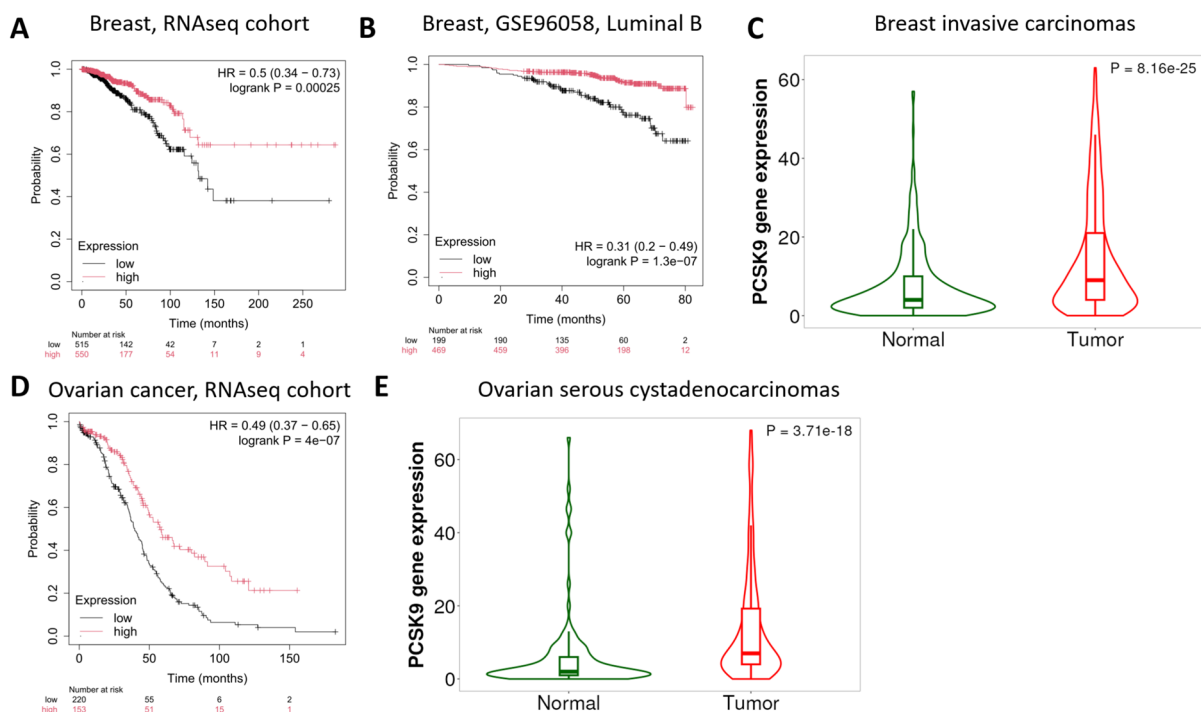 A
Breast, RNAseq cohort
HR = 0.5 (0.34 − 0.73)
logrank P = 0.00025
Probability
1.0
0.8
0.6
0.4
0.2
0.0
Expression
low
high
0 50 100 150 200 250
Time (months)
Number at risk
low 515 142 42 7 2 1
high 550 177 54 11 9 4
B
Breast, GSE96058, Luminal B
Probability
1.0
0.8
0.6
0.4
0.2
0.0
Expression
low
high
HR = 0.31 (0.2 − 0.49)
logrank P = 1.3e−07
0 20 40 60 80
Time (months)
Number at risk
low 199 190 135 60 2
high 469 459 396 198 12
C
Breast invasive carcinomas
P = 8.16e-25
PCSK9 gene expression
60
40
20
0
Normal Tumor
D
Ovarian cancer, RNAseq cohort
HR = 0.49 (0.37 − 0.65)
logrank P = 4e−07
Probability
1.0
0.8
0.6
0.4
0.2
0.0
Expression
low
high
0 50 100 150
Time (months)
Number at risk
low 220 55 6 2
high 153 51 15 1
E
Ovarian serous cystadenocarcinomas
P = 3.71e-18
PCSK9 gene expression
60
40
20
0
Normal Tumor